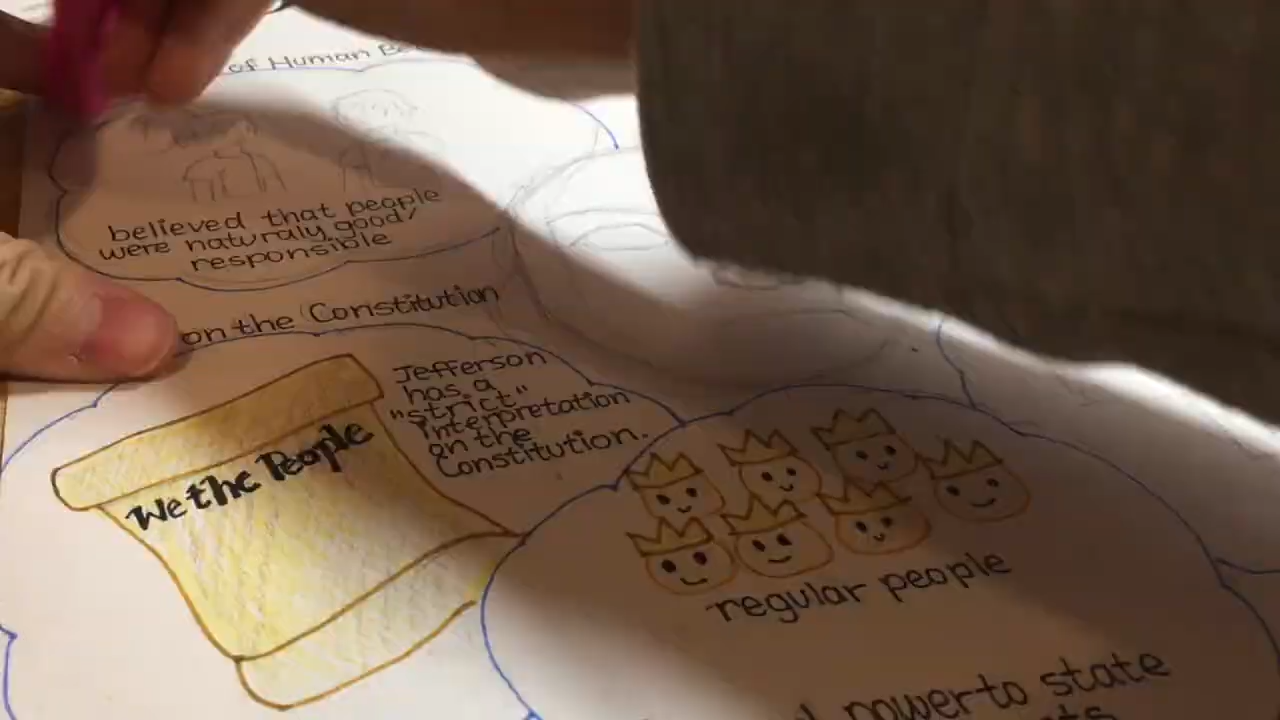 of Human
believed that people
were naturaly good/
responsible
on the Constitution
Jefferson
has a
"strict"
interpretation
on the
Constitution.
We the People
regular people
power to state